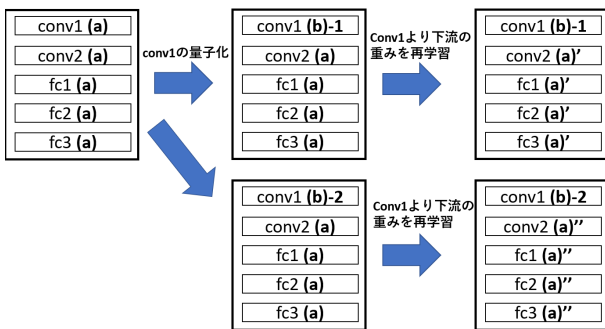 conv1 (a)
conv2 (a)
fc1 (a)
fc2 (a)
fc3 (a)
conv1の量子化
conv1 (b)-1
conv2 (a)
fc1 (a)
fc2 (a)
fc3 (a)
Conv1より下流の
重みを再学習
conv1 (b)-1
conv2 (a)’
fc1 (a)’
fc2 (a)’
fc3 (a)’
conv1 (b)-2
conv2 (a)
fc1 (a)
fc2 (a)
fc3 (a)
Conv1より下流の
重みを再学習
conv1 (b)-2
conv2 (a)’’
fc1 (a)’’
fc2 (a)’’
fc3 (a)’’